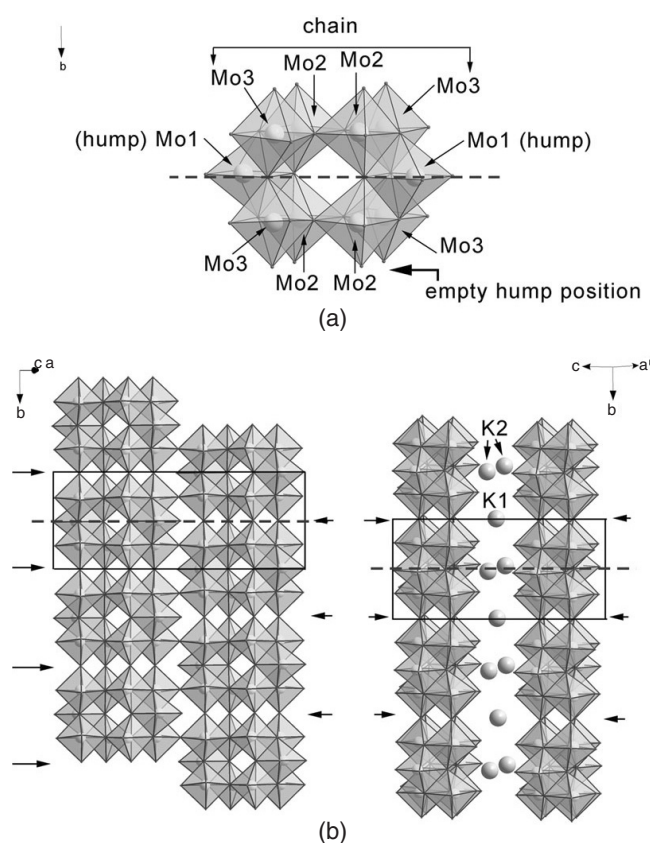 chain
b
Mo2 Mo2
Mo3 Mo3
(hump) Mo1 Mo1 (hump)
Mo3 Mo3
Mo2 Mo2
empty hump position
(a)
c a
b
c
b
K2
K1
(b)